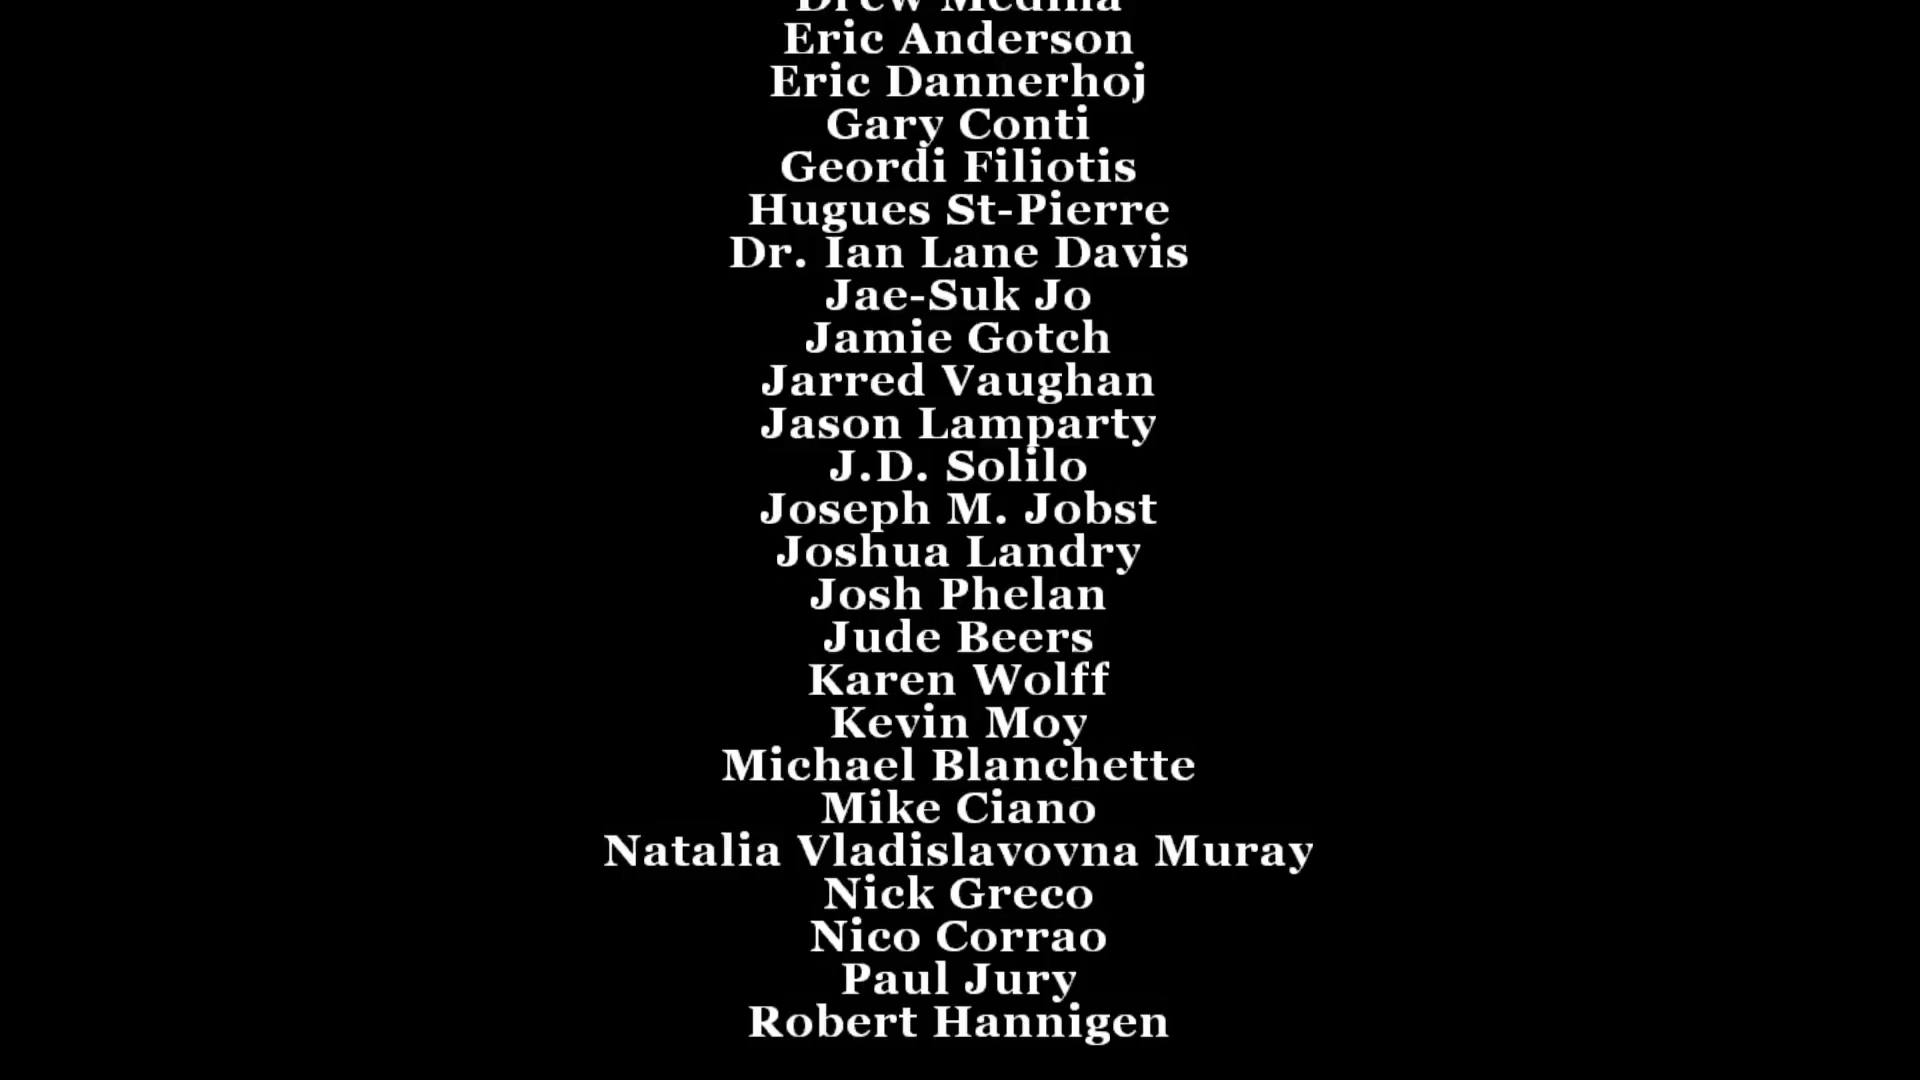 Drew Medina
Eric Anderson
Eric Dannerhoj
Gary Conti
Geordi Filiotis
Hugues St-Pierre
Dr. Ian Lane Davis
Jae-Suk Jo
Jamie Gotch
Jarred Vaughan
Jason Lamparty
J.D. Solilo
Joseph M. Jobst
Joshua Landry
Josh Phelan
Jude Beers
Karen Wolff
Kevin Moy
Michael Blanchette
Mike Ciano
Natalia Vladislavovna Muray
Nick Greco
Nico Corrao
Paul Jury
Robert Hannigen